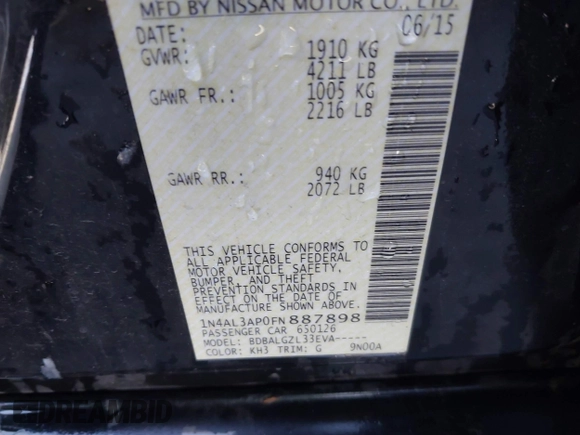 MFD BY NISSAN MOTOR CO., LTD.
DATE: 06/15
GVWR: 1910 KG
4211 LB
GAWR FR.: 1005 KG
2216 LB
GAWR RR.: 940 KG
2072 LB
THIS VEHICLE CONFORMS TO
ALL APPLICABLE FEDERAL
MOTOR VEHICLE SAFETY,
BUMPER, AND THEFT
PREVENTION STANDARDS IN
EFFECT ON THE DATE OF
MANUFACTURE SHOWN ABOVE.
1N4AL3AP0FN887898
PASSENGER CAR 650126
MODEL: BDBALGZL33EVA-----
COLOR: KH3 TRIM: G 9N00A
DREAMBID